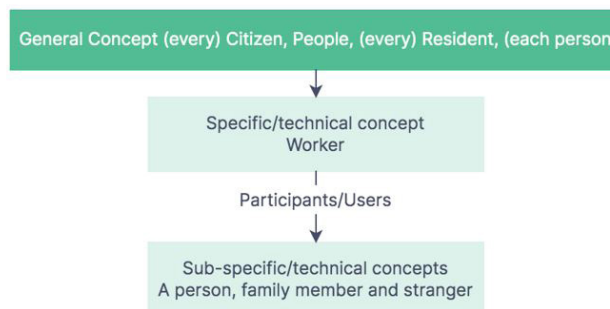 General Concept (every) Citizen, People, (every) Resident, (each person
Specific/technical concept
Worker
Participants/Users
Sub-specific/technical concepts
A person, family member and stranger